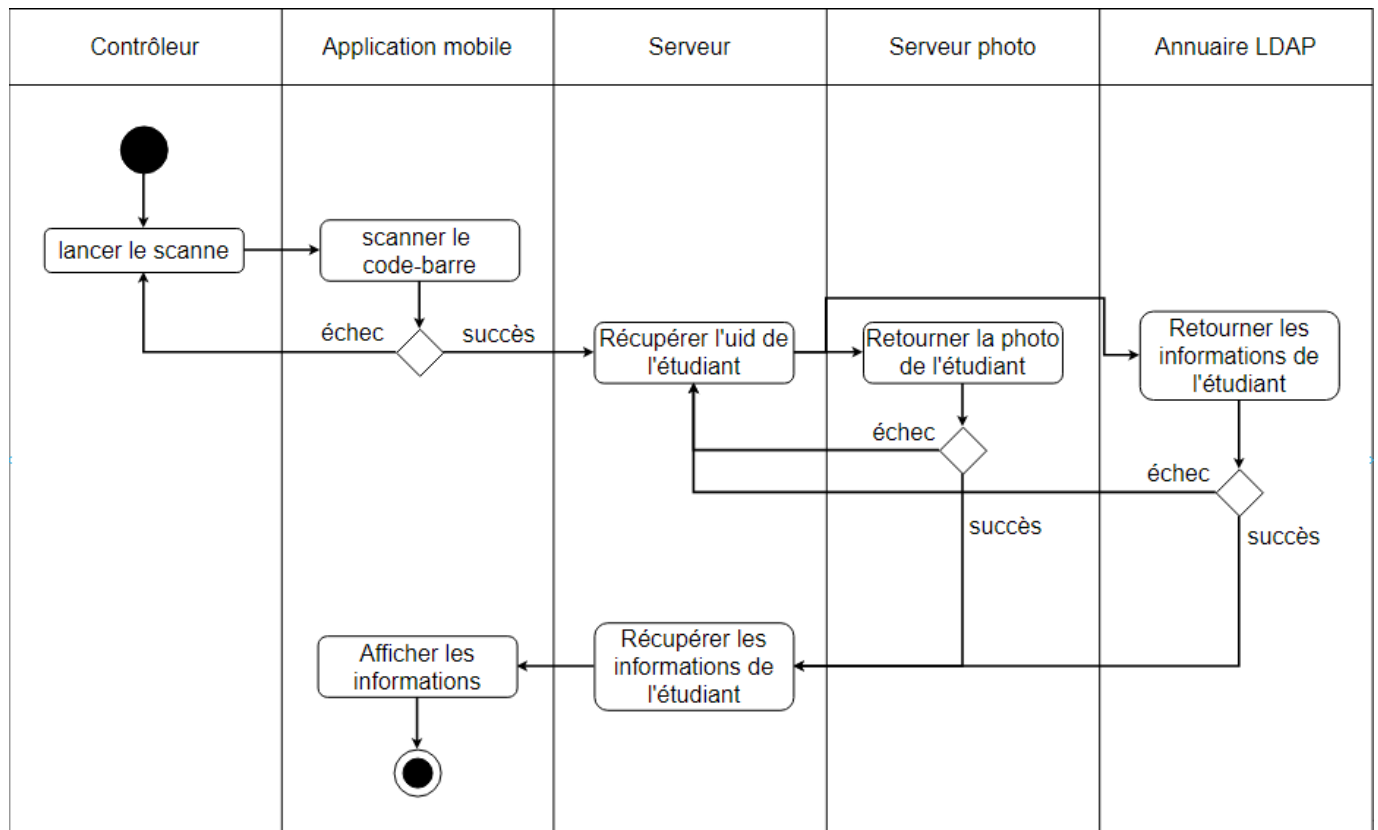 Contrôleur
Application mobile
Serveur
Serveur photo
Annuaire LDAP
lancer le scanne
scanner le
code-barre
échec
succès
Récupérer l'uid de
l'étudiant
Retourner la photo
de l'étudiant
Retourner les
informations de
l'étudiant
échec
échec
succès
succès
Afficher les
informations
Récupérer les
informations de
l'étudiant